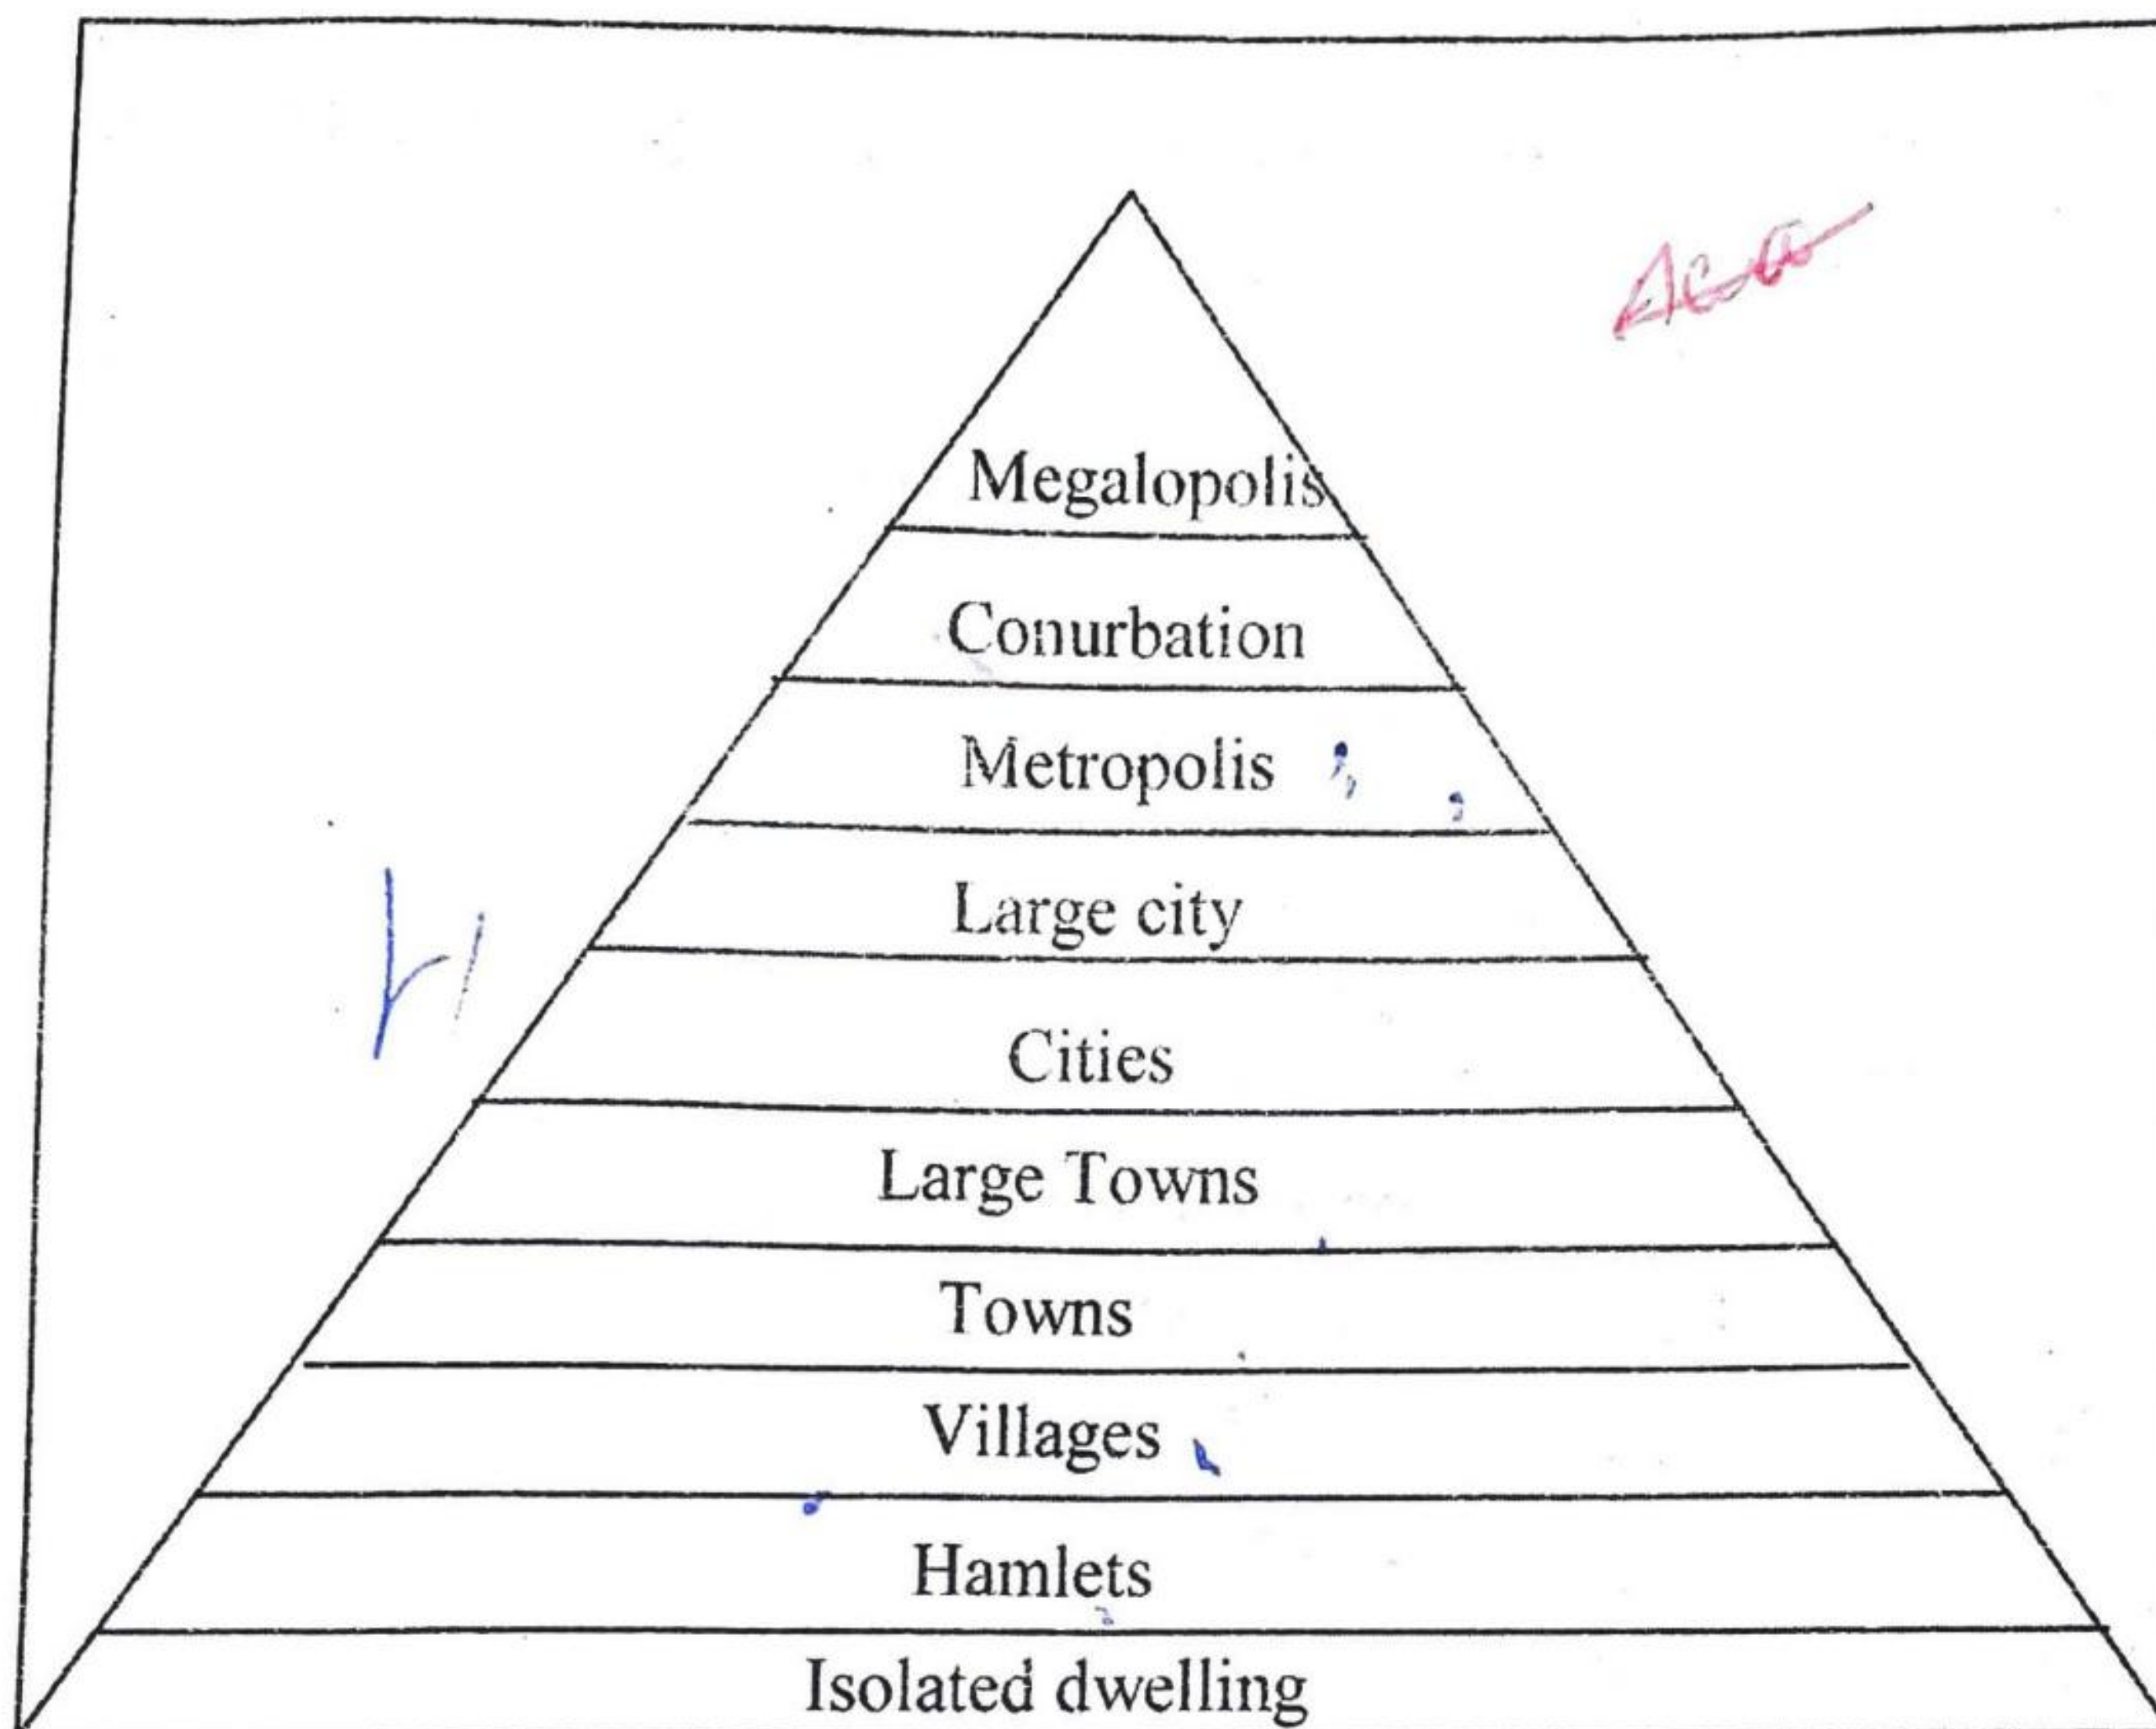 Megalopolis
Conurbation
Metropolis
Large city
Cities
Large Towns
Towns
Villages
Hamlets
Isolated dwelling